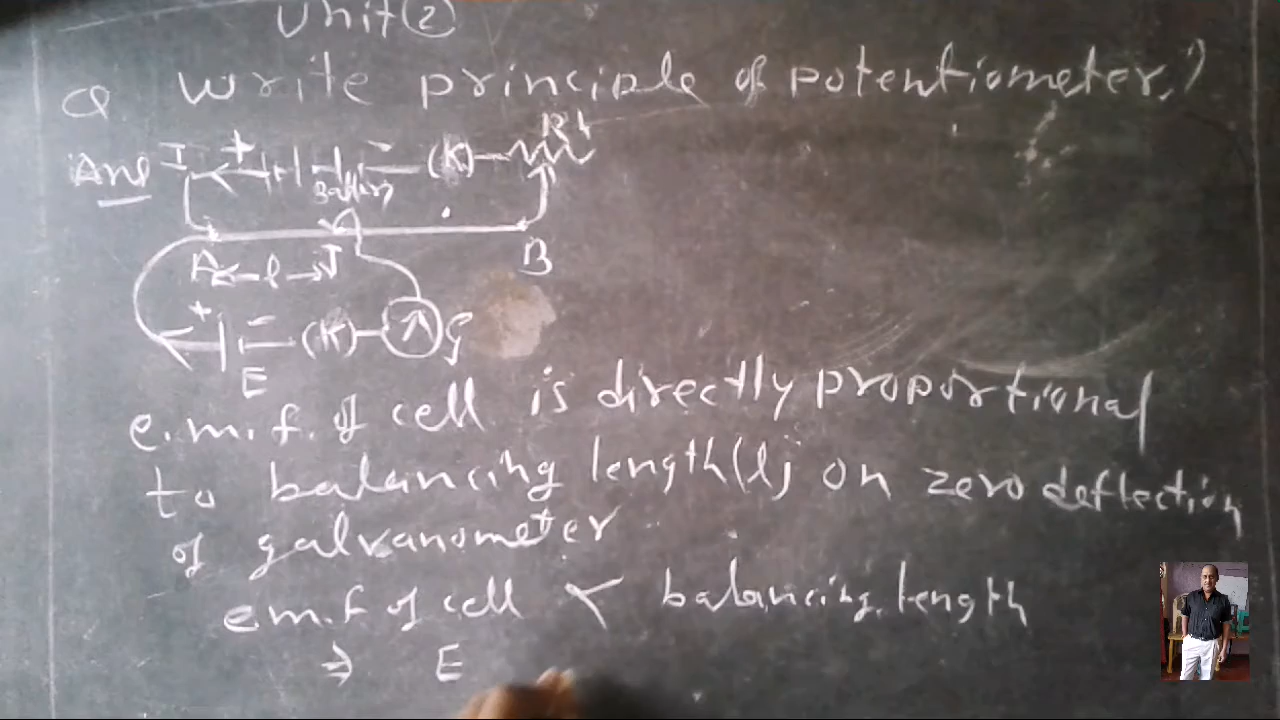 Unit (2)
Q. Write principle of potentiometer.?
Ans I + - (K) Rh
Battery
A l J B
+ - (K) G
E
e.m.f. of cell is directly proportional
to balancing length (l) on zero deflection
of galvanometer
e.m.f of cell ∝ balancing length
⇒ E